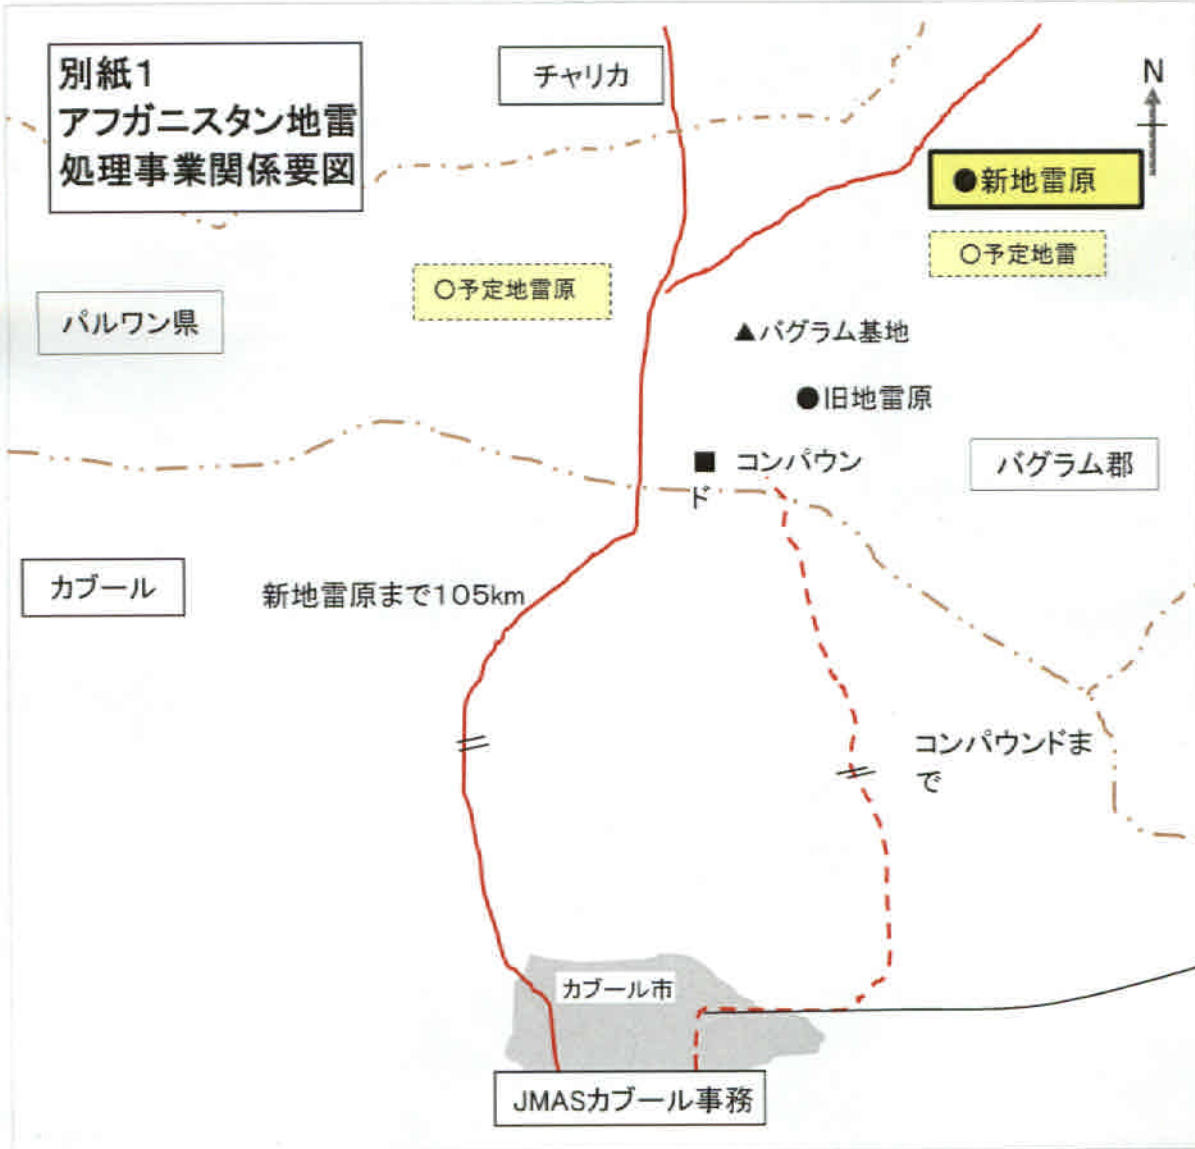 別紙1
アフガニスタン地雷
処理事業関係要図
チャリカ
N
●新地雷原
○予定地雷
○予定地雷原
パルワン県
▲バグラム基地
●旧地雷原
■ コンパウン
ド
バグラム郡
カブール
新地雷原まで105km
コンパウンドま
で
カブール市
JMASカブール事務